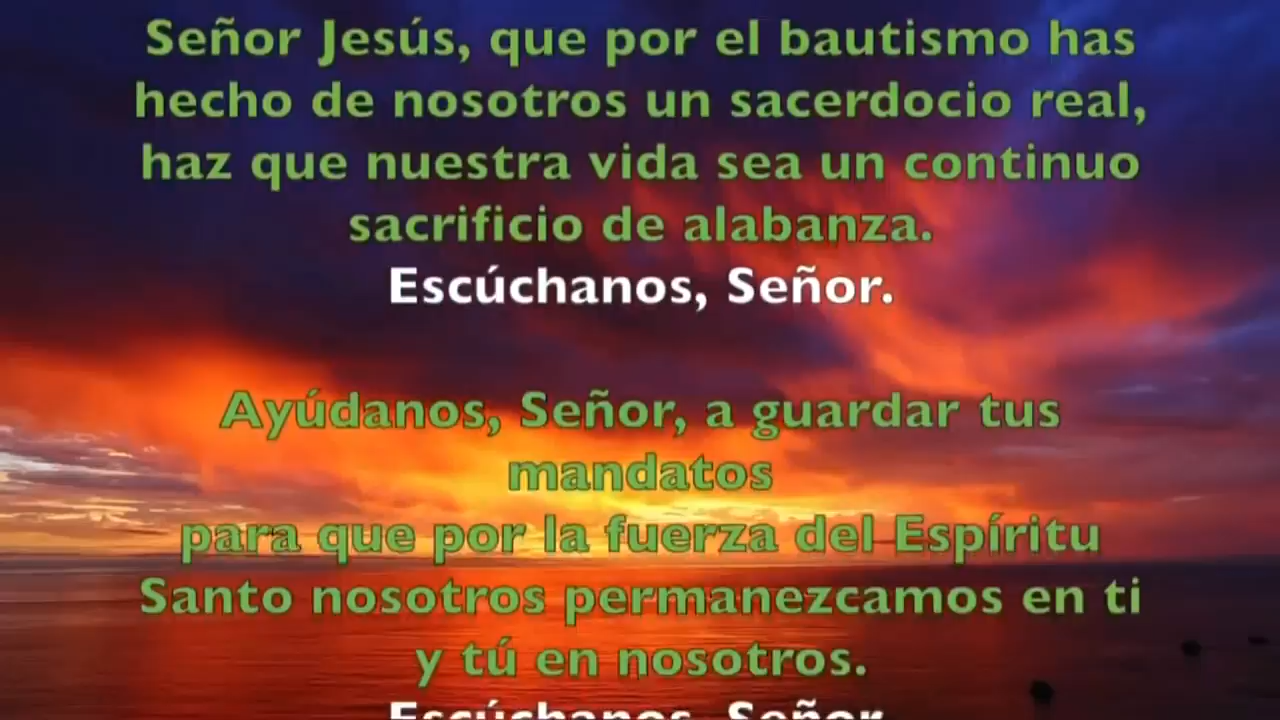 Señor Jesús, que por el bautismo has
hecho de nosotros un sacerdocio real,
haz que nuestra vida sea un continuo
sacrificio de alabanza.
Escúchanos, Señor.
Ayúdanos, Señor, a guardar tus
mandatos
para que por la fuerza del Espíritu
Santo nosotros permanezcamos en ti
y tú en nosotros.
Escúchanos, Señor.